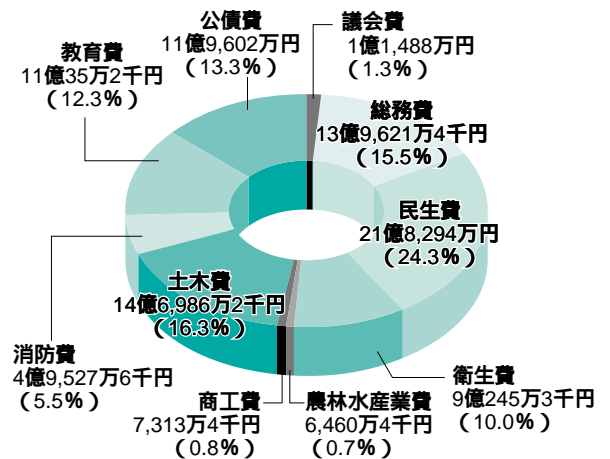 議会費
1億1,488万円
（1.3％）
総務費
13億9,621万4千円
（15.5％）
民生費
21億8,294万円
（24.3％）
衛生費
9億245万3千円
（10.0％）
農林水産業費
6,460万4千円
（0.7％）
商工費
7,313万4千円
（0.8％）
土木費
14億6,986万2千円
（16.3％）
消防費
4億9,527万6千円
（5.5％）
教育費
11億35万2千円
（12.3％）
公債費
11億9,602万円
（13.3％）